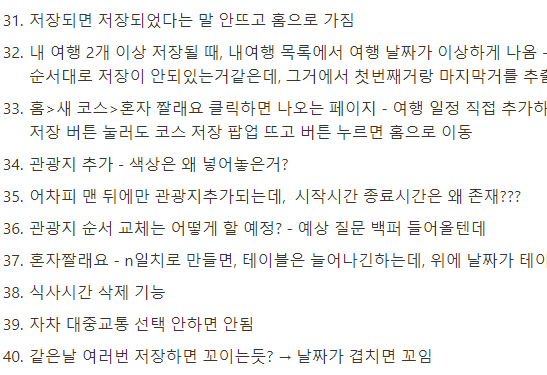 31. 저장되면 저장되었다는 말 안뜨고 홈으로 가짐
32. 내 여행 2개 이상 저장될 때, 내여행 목록에서 여행 날짜가 이상하게 나옴 -
순서대로 저장이 안되있는거같은데, 그거에서 첫번째거랑 마지막거를 추출
33. 홈>새 코스>혼자 짤래요 클릭하면 나오는 페이지 - 여행 일정 직접 추가하
저장 버튼 눌러도 코스 저장 팝업 뜨고 버튼 누르면 홈으로 이동
34. 관광지 추가 - 색상은 왜 넣어놓은거?
35. 어차피 맨 뒤에만 관광지추가되는데, 시작시간 종료시간은 왜 존재???
36. 관광지 순서 교체는 어떻게 할 예정? - 예상 질문 백퍼 들어올텐데
37. 혼자짤래요 - n일치로 만들면, 테이블은 늘어나긴하는데, 위에 날짜가 테이
38. 식사시간 삭제 기능
39. 자차 대중교통 선택 안하면 안됨
40. 같은날 여러번 저장하면 꼬이는듯? → 날짜가 겹치면 꼬임